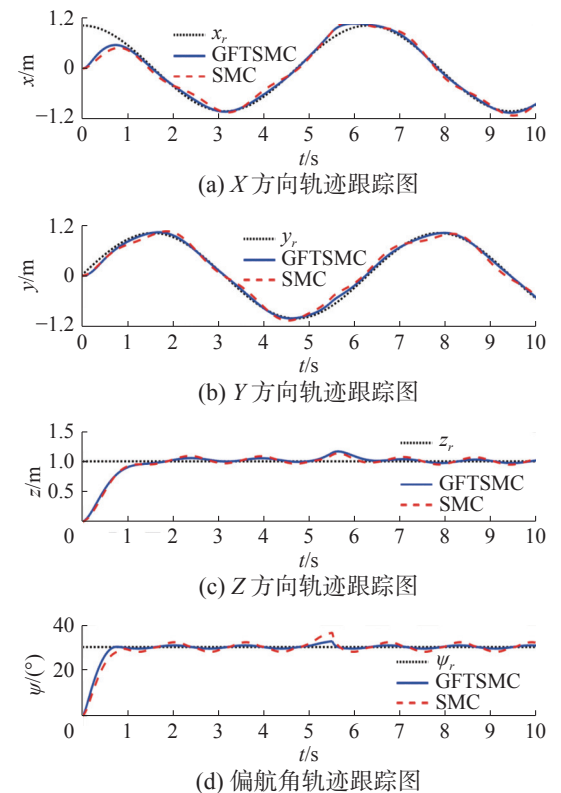 1.2
x_r
GFTSMC
SMC
0
x/m
−1.2
0 1 2 3 4 5 6 7 8 9 10
t/s
(a) X 方向轨迹跟踪图
1.2
y_r
GFTSMC
SMC
0
y/m
−1.2
0 1 2 3 4 5 6 7 8 9 10
t/s
(b) Y 方向轨迹跟踪图
1.5
z_r
1.0
z/m
GFTSMC
0.5
SMC
0 1 2 3 4 5 6 7 8 9 10
t/s
(c) Z 方向轨迹跟踪图
40
ψ_r
20
ψ/(°)
GFTSMC
SMC
0 1 2 3 4 5 6 7 8 9 10
t/s
(d) 偏航角轨迹跟踪图